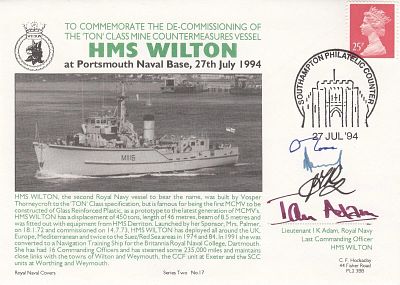 TO COMMEMORATE THE DE-COMMISSIONING OF
THE 'TON' CLASS MINE COUNTERMEASURES VESSEL
HMS WILTON
at Portsmouth Naval Base, 27th July 1994
25p
SOUTHAMPTON PHILATELIC COUNTER
27 JUL '94
M1116
Ian Adam
HMS WILTON, the second Royal Navy vessel to bear the name, was built by Vosper
Thorneycroft to the 'TON' Class specification, but is famous for being the first MCMV to be
constructed of Glass Reinforced Plastic, as a prototype to the latest generation of MCMV's.
HMS WILTON has a displacement of 450 tons, length of 46 metres, beam of 8.5 metres and
was fitted out with equipment from HMS Derriton. Launched by her Sponsor, Mrs. Palmer
on 18.1.72 and commissioned on 14.7.73, HMS WILTON has deployed all around the UK,
Europe, Mediterranean and twice to the Suez/Red Sea areas in 1974 and 84. In 1991 she was
converted to a Navigation Training Ship for the Britannia Royal Naval College, Dartmouth.
She has had 16 Commanding Officers and has steamed some 235,000 miles and maintains
close links with the towns of Wilton and Weymouth, the CCF unit at Exeter and the SCC
units at Worthing and Weymouth.
Lieutenant I K Adam, Royal Navy
Last Commanding Officer
HMS WILTON
Royal Naval Covers
Series Two No.17
C. F. Hockaday
44 Fisher Road
PL2 3BB